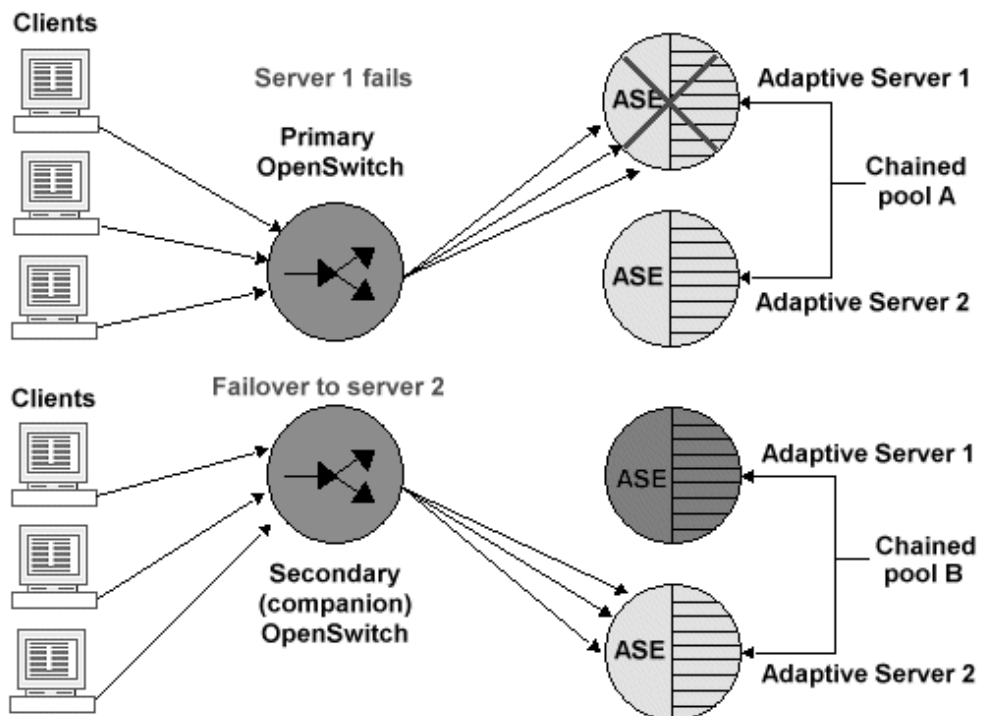 Clients
Server 1 fails
Primary
OpenSwitch
ASE
Adaptive Server 1
Chained
pool A
ASE
Adaptive Server 2
Clients
Failover to server 2
Secondary
(companion)
OpenSwitch
ASE
Adaptive Server 1
Chained
pool B
ASE
Adaptive Server 2